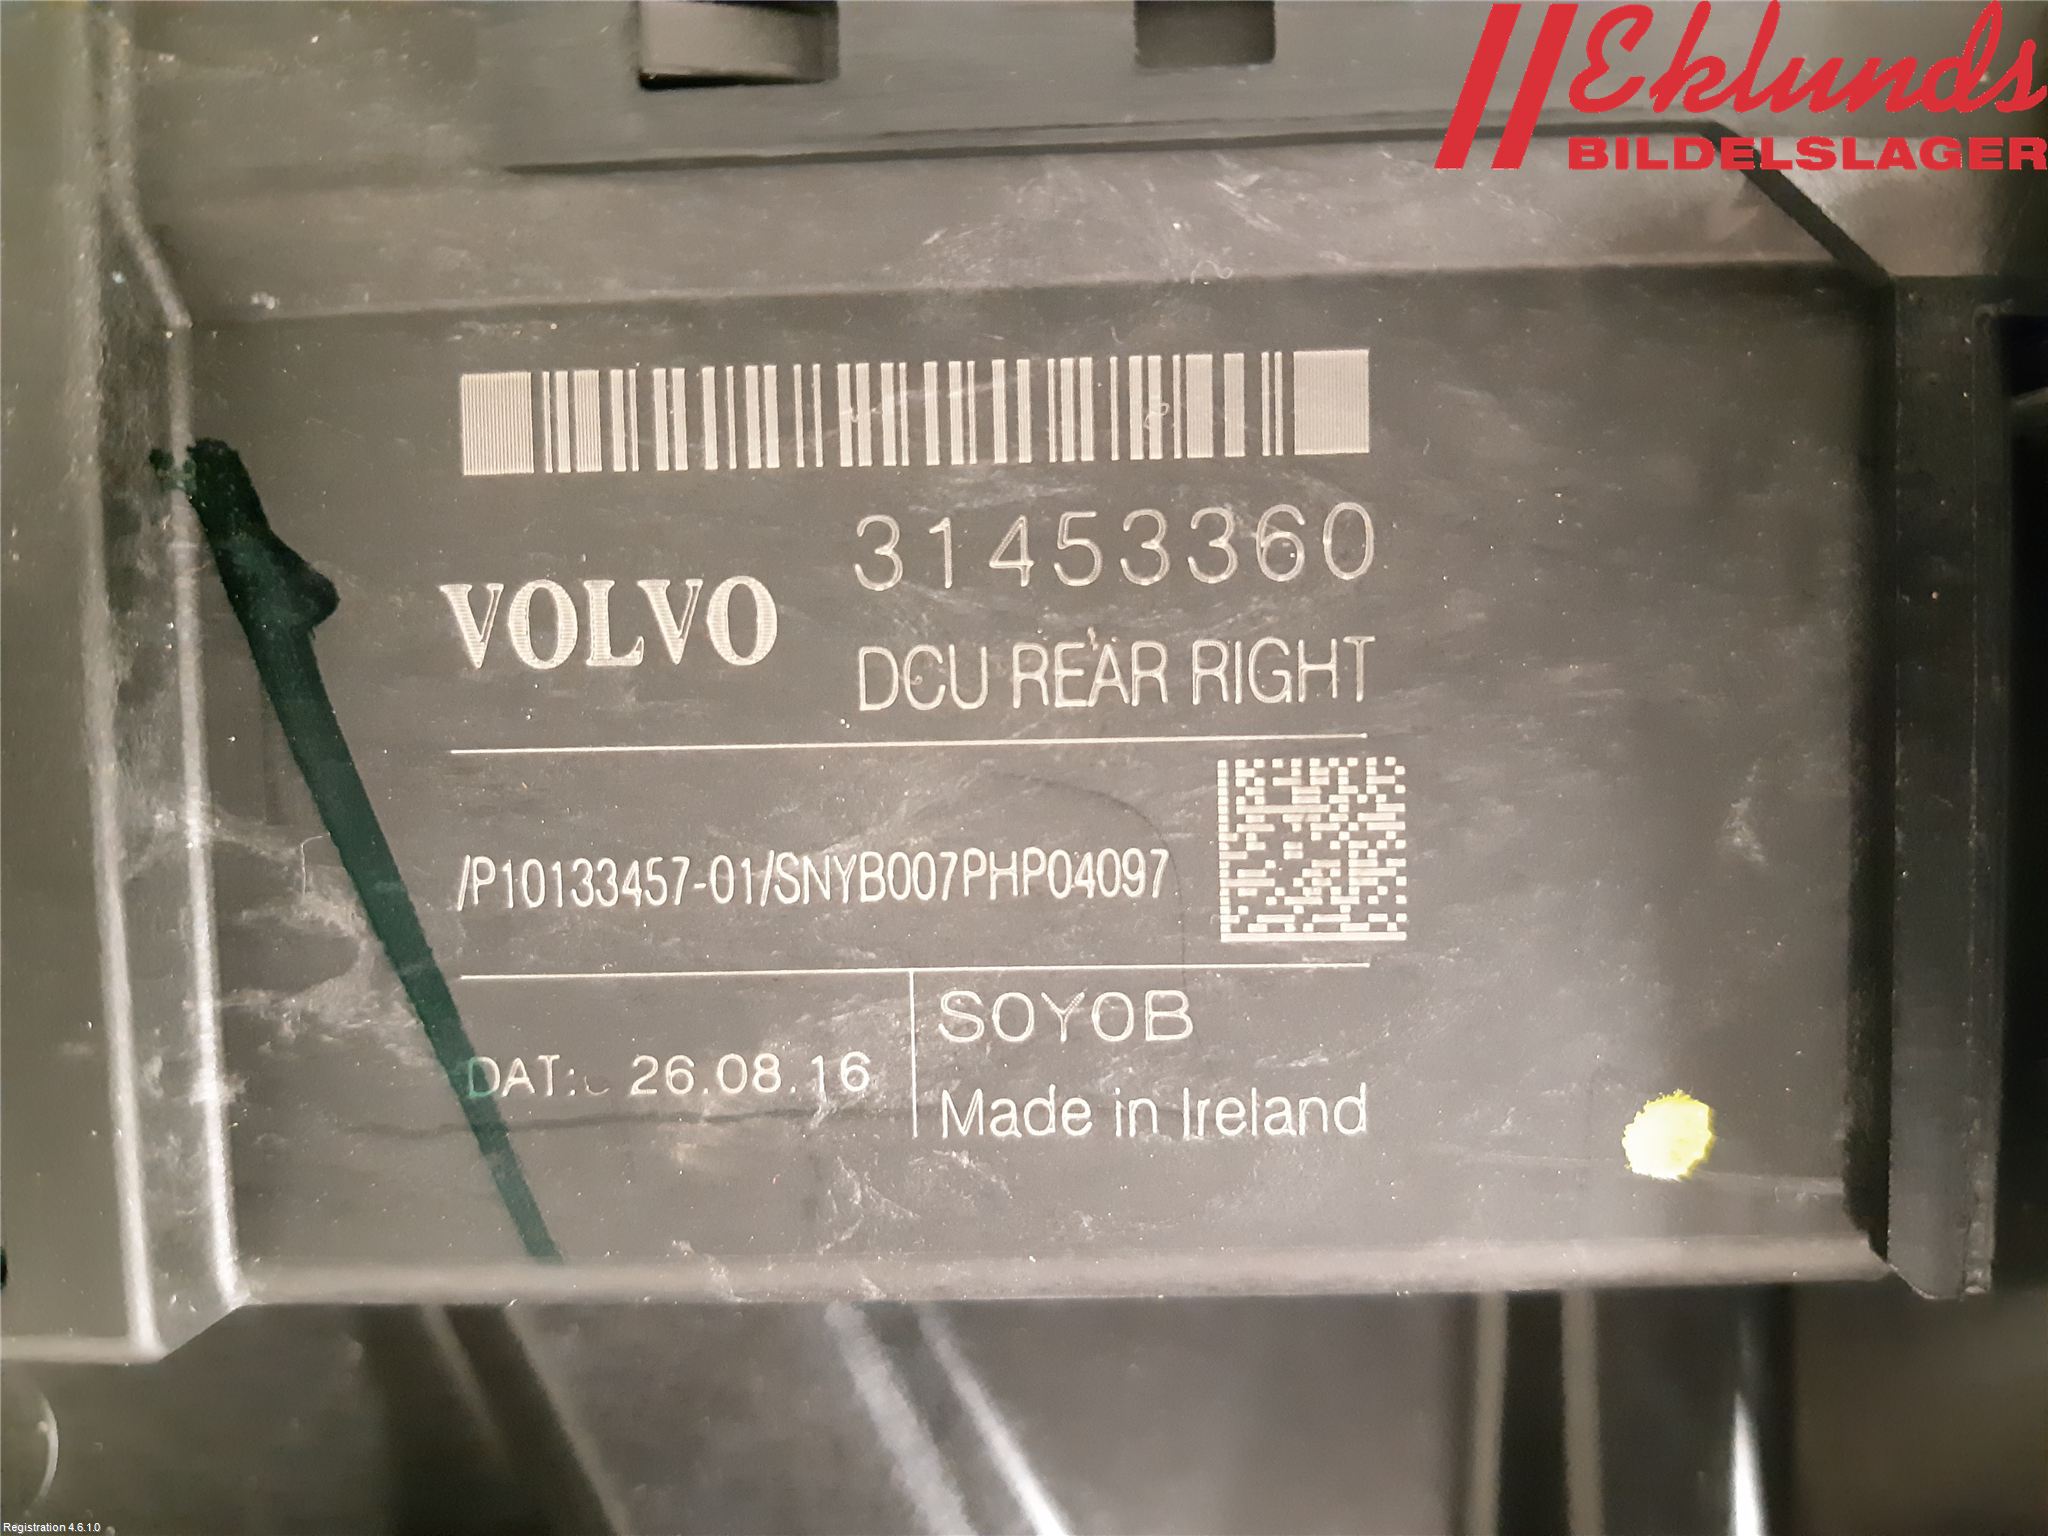 Eklunds
BILDELSLAGER
31453360
VOLVO
DCU REAR RIGHT
/P10133457-01/SNYB007PHP04097
DAT: 26.08.16
SOYOB
Made in Ireland
Registration 4.6.1.0